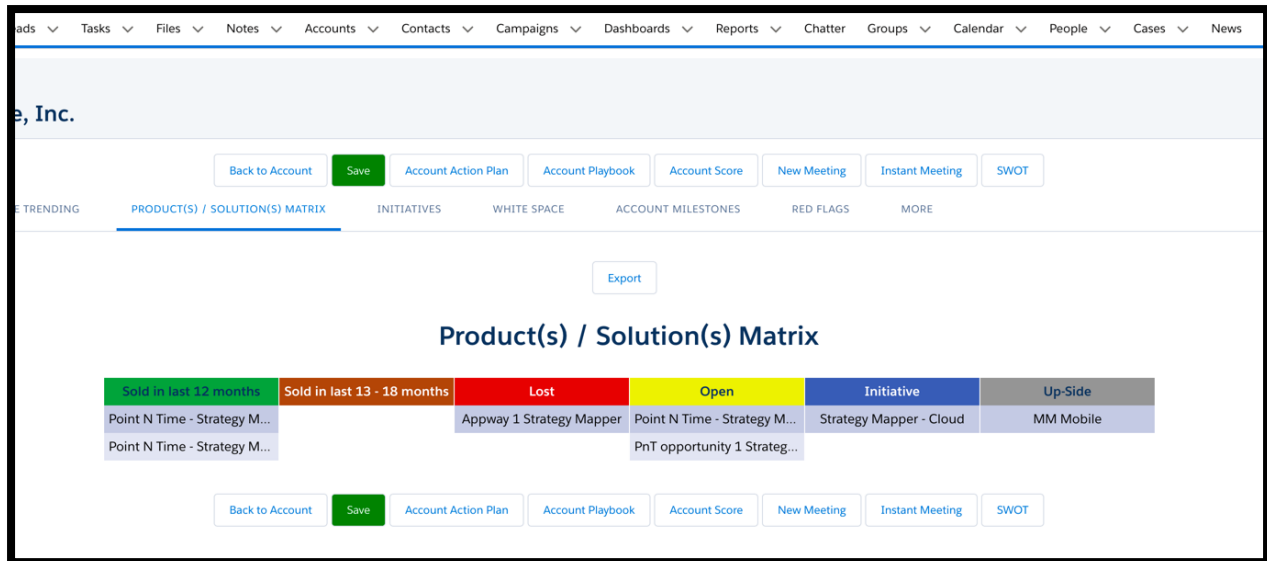 ads Tasks Files Notes Accounts Contacts Campaigns Dashboards Reports Chatter Groups Calendar People Cases News
e, Inc.
Back to Account Save Account Action Plan Account Playbook Account Score New Meeting Instant Meeting SWOT
E TRENDING PRODUCT(S) / SOLUTION(S) MATRIX INITIATIVES WHITE SPACE ACCOUNT MILESTONES RED FLAGS MORE
Export
Product(s) / Solution(s) Matrix
Sold in last 12 months Sold in last 13 - 18 months Lost Open Initiative Up-Side
Point N Time - Strategy M... Appway 1 Strategy Mapper Point N Time - Strategy M... Strategy Mapper - Cloud MM Mobile
Point N Time - Strategy M... PnT opportunity 1 Strateg...
Back to Account Save Account Action Plan Account Playbook Account Score New Meeting Instant Meeting SWOT